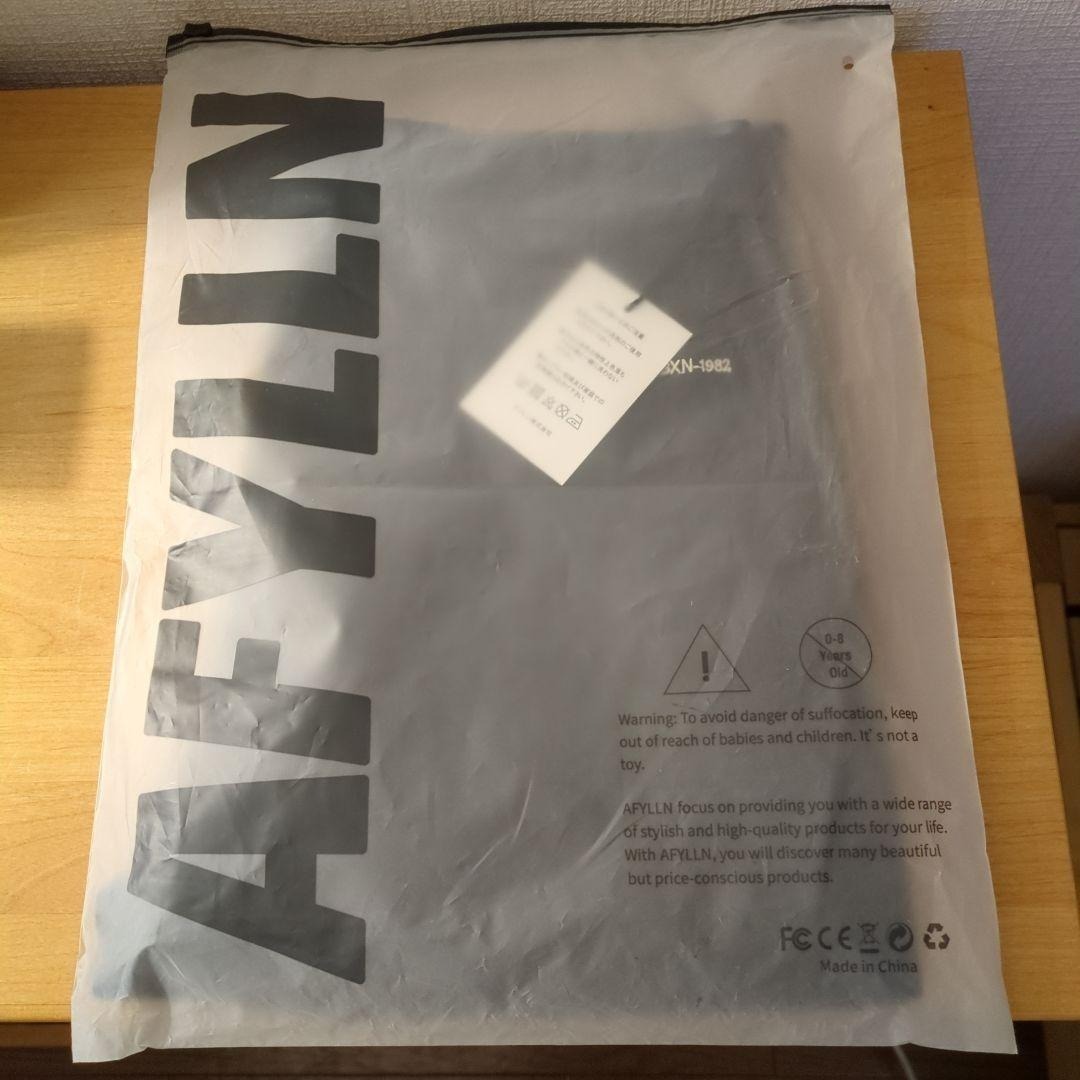 AFYLLN
XN-1982
0-8
Years
Old
Warning: To avoid danger of suffocation, keep
out of reach of babies and children. It's not a
toy.
AFYLLN focus on providing you with a wide range
of stylish and high-quality products for your life.
With AFYLLN, you will discover many beautiful
but price-conscious products.
FC CE
Made in China